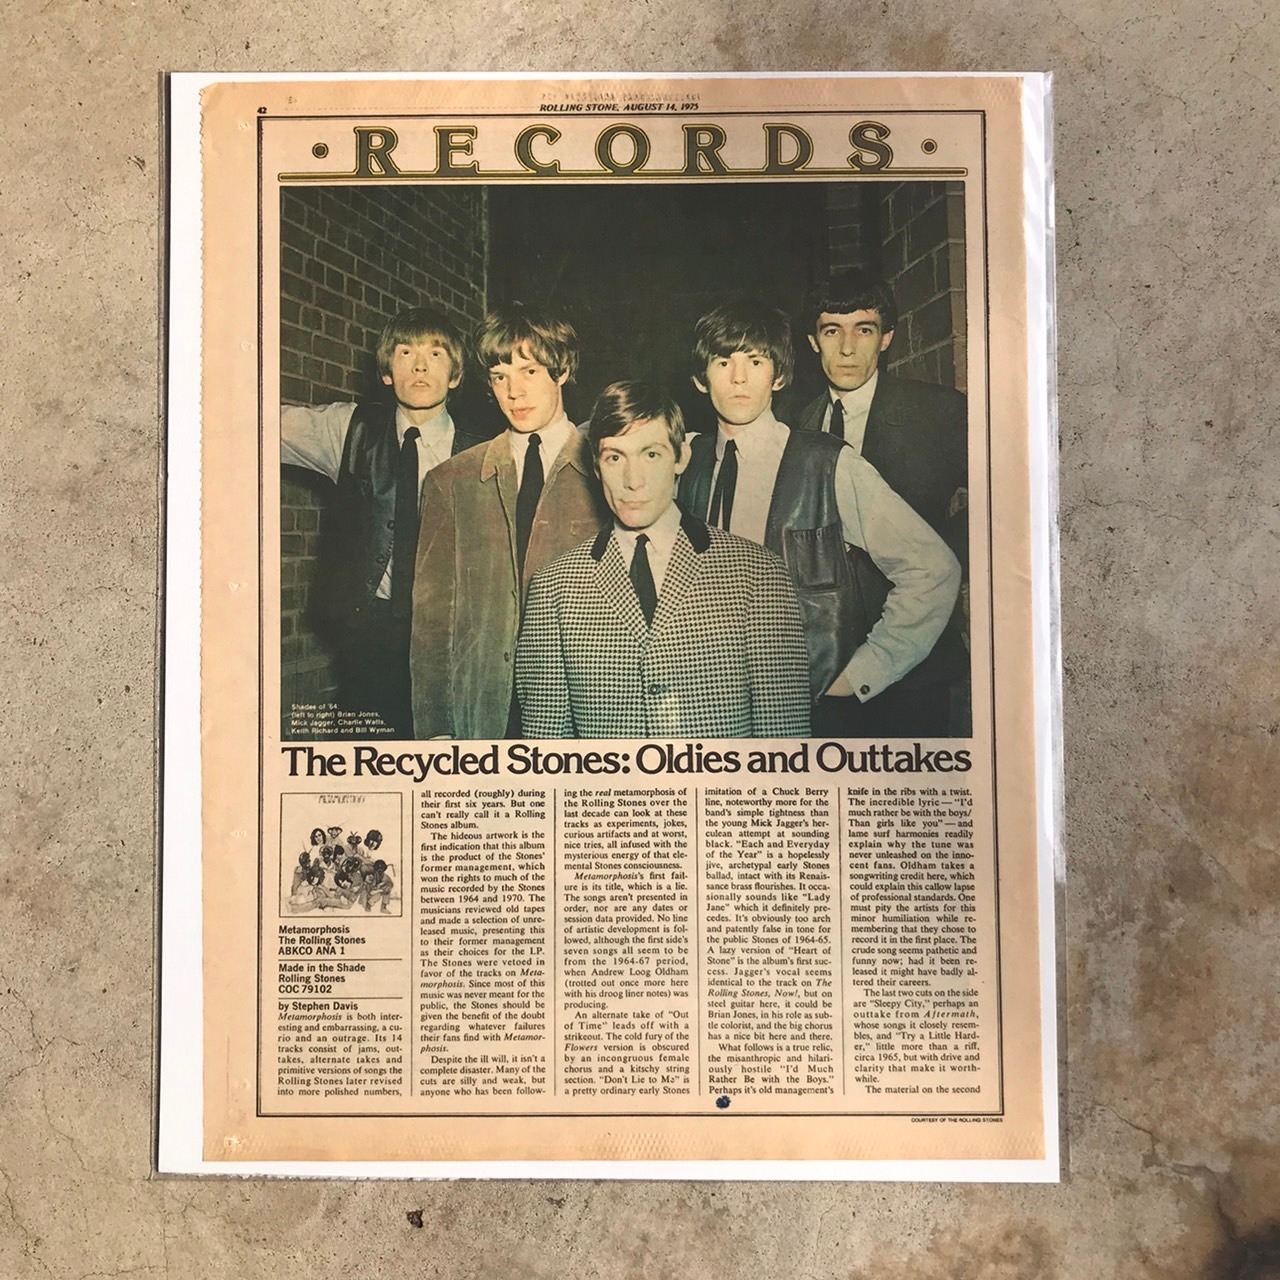 42
ROLLING STONE, AUGUST 14, 1975
· RECORDS ·
Shades of '64:
(left to right) Brian Jones,
Mick Jagger, Charlie Watts,
Keith Richard and Bill Wyman
The Recycled Stones: Oldies and Outtakes
METAMORPHOSIS
Metamorphosis
The Rolling Stones
ABKCO ANA 1
Made in the Shade
Rolling Stones
COC 79102
by Stephen Davis
Metamorphosis is both inter-
esting and embarrassing, a cu-
rio and an outrage. Its 14
tracks consist of jams, out-
takes, alternate takes and
primitive versions of songs the
Rolling Stones later revised
into more polished numbers,
all recorded (roughly) during
their first six years. But one
can't really call it a Rolling
Stones album.
The hideous artwork is the
first indication that this album
is the product of the Stones'
former management, which
won the rights to much of the
music recorded by the Stones
between 1964 and 1970. The
musicians reviewed old tapes
and made a selection of unre-
leased music, presenting this
to their former management
as their choices for the LP.
The Stones were vetoed in
favor of the tracks on Meta-
morphosis. Since most of this
music was never meant for the
public, the Stones should be
given the benefit of the doubt
regarding whatever failures
their fans find with Metamor-
phosis.
Despite the ill will, it isn't a
complete disaster. Many of the
cuts are silly and weak, but
anyone who has been follow-
ing the real metamorphosis of
the Rolling Stones over the
last decade can look at these
tracks as experiments, jokes,
curious artifacts and at worst,
nice tries, all infused with the
mysterious energy of that ele-
mental Stones consciousness.
Metamorphosis's first fail-
ure is its title, which is a lie.
The songs aren't presented in
order, nor are any dates or
session data provided. No line
of artistic development is fol-
lowed, although the first side's
seven songs all seem to be
from the 1964-67 period,
when Andrew Loog Oldham
(trotted out once more here
with his droog liner notes) was
producing.
An alternate take of "Out
of Time" leads off with a
strikeout. The cold fury of the
Flowers version is obscured
by an incongruous female
chorus and a kitschy string
section. "Don't Lie to Me" is
a pretty ordinary early Stones
imitation of a Chuck Berry
line, noteworthy more for the
band's simple tightness than
the young Mick Jagger's her-
culean attempt at sounding
black. "Each and Everyday
of the Year" is a hopelessly
jive, archetypal early Stones
ballad, intact with its Renais-
sance brass flourishes. It occa-
sionally sounds like "Lady
Jane" which it definitely pre-
cedes. It's obviously too arch
and patently false in tone for
the public Stones of 1964-65.
A lazy version of "Heart of
Stone" is the album's first suc-
cess. Jagger's vocal seems
identical to the track on The
Rolling Stones, Now!, but on
steel guitar here, it could be
Brian Jones, in his role as sub-
tle colorist, and the big chorus
has a nice bit here and there.
What follows is a true relic,
the misanthropic and hilari-
ously hostile "I'd Much
Rather Be with the Boys."
Perhaps it's old management's
knife in the ribs with a twist.
The incredible lyric—"I'd
much rather be with the boys/
Than girls like you"—and
lame surf harmonies readily
explain why the tune was
never unleashed on the inno-
cent fans. Oldham takes a
songwriting credit here, which
could explain this callow lapse
of professional standards. One
must pity the artists for this
minor humiliation while re-
membering that they chose to
record it in the first place. The
crude song seems pathetic and
funny now; had it been re-
leased it might have badly al-
tered their careers.
The last two cuts on the side
are "Sleepy City," perhaps an
outtake from Aftermath,
whose songs it closely resem-
bles, and "Try a Little Hard-
er," little more than a riff,
circa 1965, but with drive and
clarity that make it worth-
while.
The material on the second
COURTESY OF THE ROLLING STONES